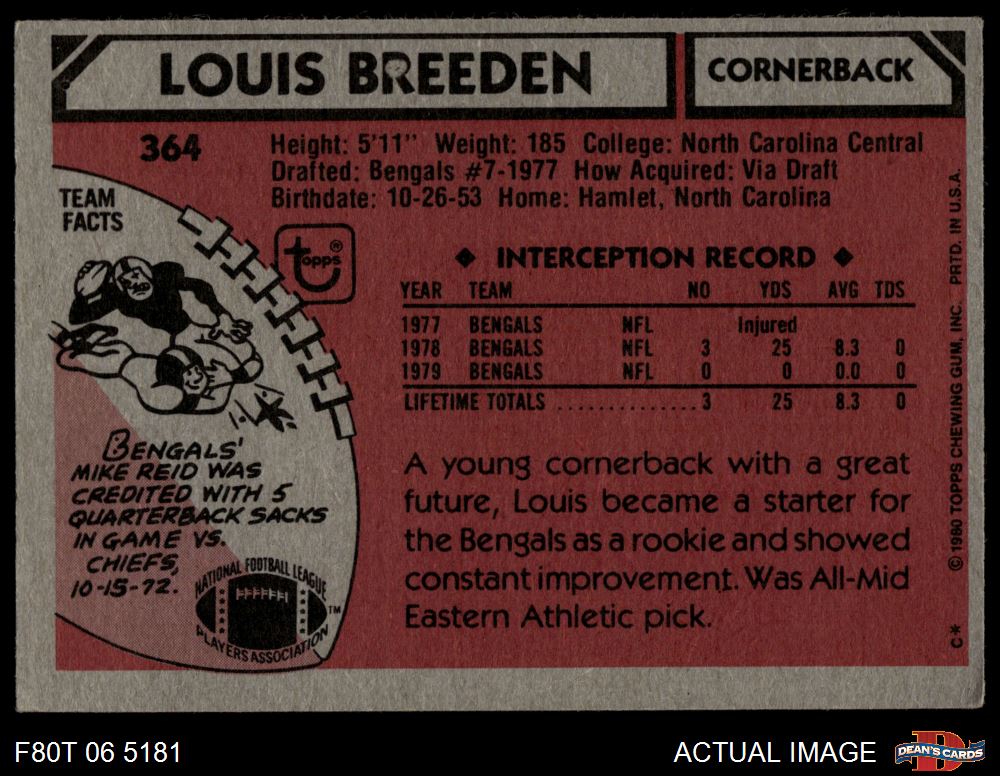 LOUIS BREEDEN
CORNERBACK
364
Height: 5'11" Weight: 185 College: North Carolina Central
Drafted: Bengals #7-1977 How Acquired: Via Draft
Birthdate: 10-26-53 Home: Hamlet, North Carolina
TEAM
FACTS
topps®
BENGALS'
MIKE REID WAS
CREDITED WITH 5
QUARTERBACK SACKS
IN GAME VS.
CHIEFS,
10-15-72.
NATIONAL FOOTBALL LEAGUE
PLAYERS ASSOCIATION
TM
◆ INTERCEPTION RECORD ◆
YEAR TEAM NO YDS AVG TDS
1977 BENGALS NFL Injured
1978 BENGALS NFL 3 25 8.3 0
1979 BENGALS NFL 0 0 0.0 0
LIFETIME TOTALS ..............3 25 8.3 0
A young cornerback with a great
future, Louis became a starter for
the Bengals as a rookie and showed
constant improvement. Was All-Mid
Eastern Athletic pick.
C* ©1980 TOPPS CHEWING GUM, INC. PRTD. IN U.S.A.
F80T 06 5181
ACTUAL IMAGE
DEAN'S CARDS